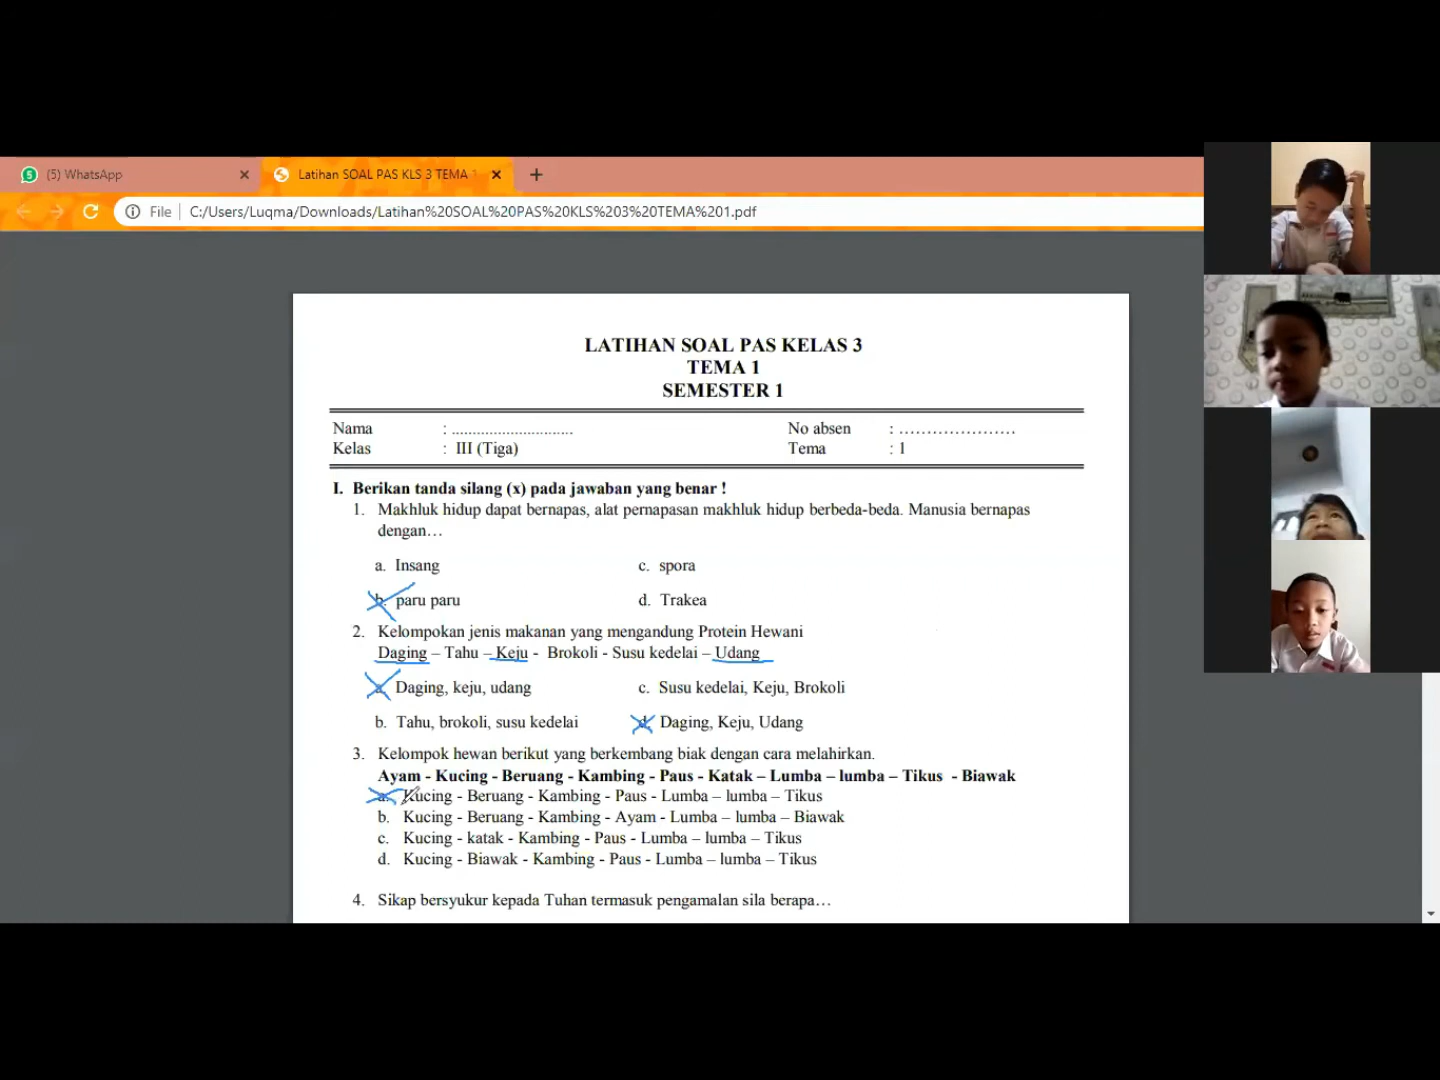 (5) WhatsApp
Latihan SOAL PAS KLS 3 TEMA 1
File
C:/Users/Luqma/Downloads/Latihan%20SOAL%20PAS%20KLS%203%20TEMA%201.pdf
LATIHAN SOAL PAS KELAS 3
TEMA 1
SEMESTER 1
Nama : ............................ No absen : .....................
Kelas : III (Tiga) Tema : 1
I. Berikan tanda silang (x) pada jawaban yang benar !
1. Makhluk hidup dapat bernapas, alat pernapasan makhluk hidup berbeda-beda. Manusia bernapas
dengan…
a. Insang c. spora
b. paru paru d. Trakea
2. Kelompokan jenis makanan yang mengandung Protein Hewani
Daging – Tahu – Keju - Brokoli - Susu kedelai – Udang
a. Daging, keju, udang c. Susu kedelai, Keju, Brokoli
b. Tahu, brokoli, susu kedelai d. Daging, Keju, Udang
3. Kelompok hewan berikut yang berkembang biak dengan cara melahirkan.
Ayam - Kucing - Beruang - Kambing - Paus - Katak – Lumba – lumba – Tikus - Biawak
a. Kucing - Beruang - Kambing - Paus - Lumba – lumba – Tikus
b. Kucing - Beruang - Kambing - Ayam - Lumba – lumba – Biawak
c. Kucing - katak - Kambing - Paus - Lumba – lumba – Tikus
d. Kucing - Biawak - Kambing - Paus - Lumba – lumba – Tikus
4. Sikap bersyukur kepada Tuhan termasuk pengamalan sila berapa…